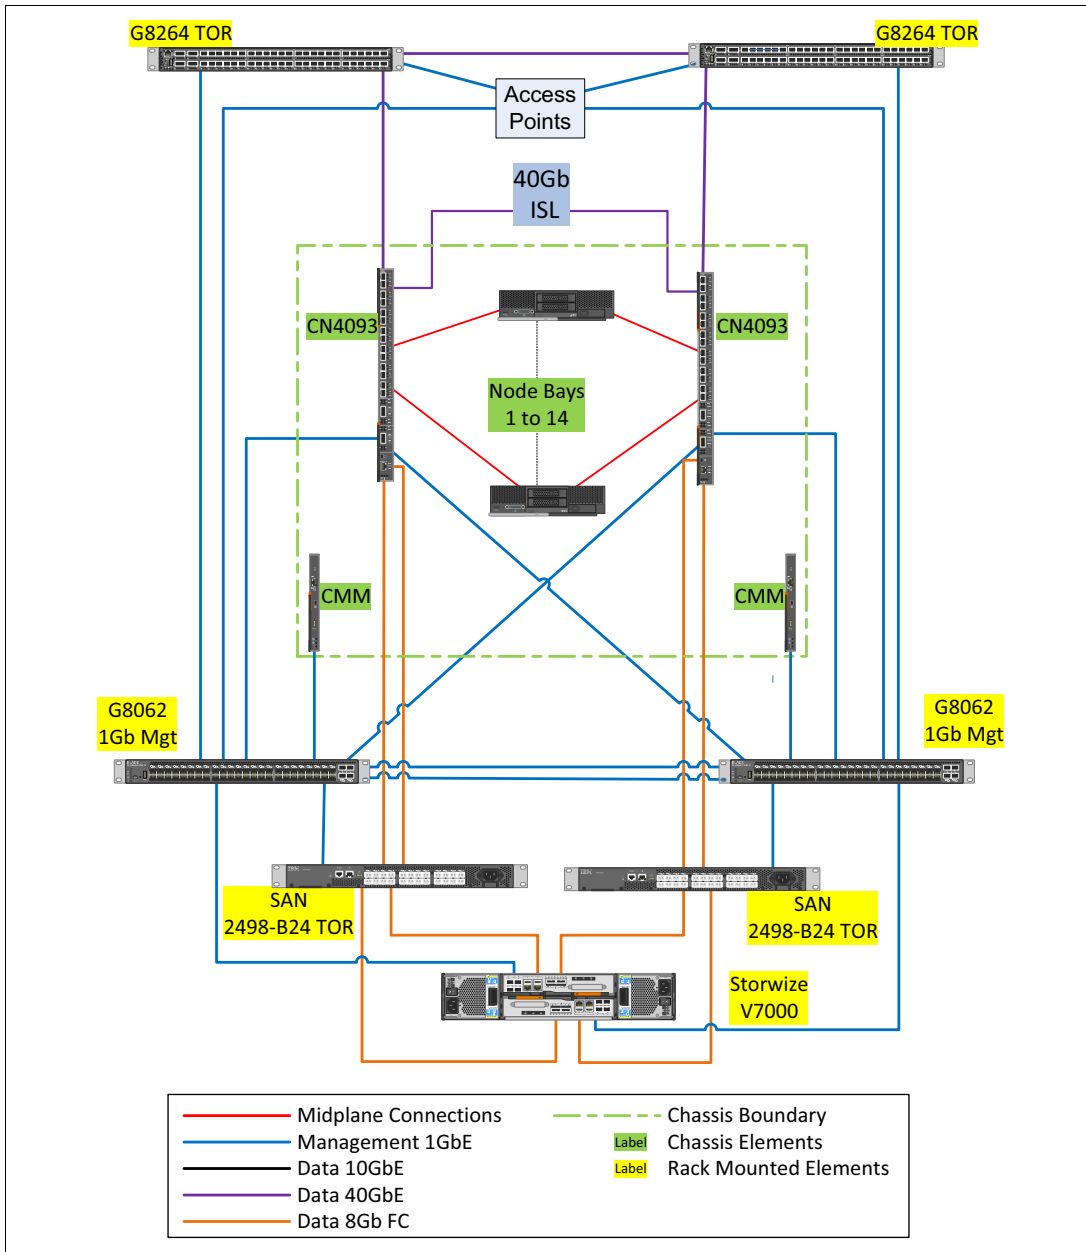 G8264 TOR
G8264 TOR
Access
Points
40Gb
ISL
CN4093
CN4093
Node Bays
1 to 14
CMM
CMM
G8062
1Gb Mgt
G8062
1Gb Mgt
SAN
2498-B24 TOR
SAN
2498-B24 TOR
Storwize
V7000
Midplane Connections
Management 1GbE
Data 10GbE
Data 40GbE
Data 8Gb FC
Chassis Boundary
Label Chassis Elements
Label Rack Mounted Elements